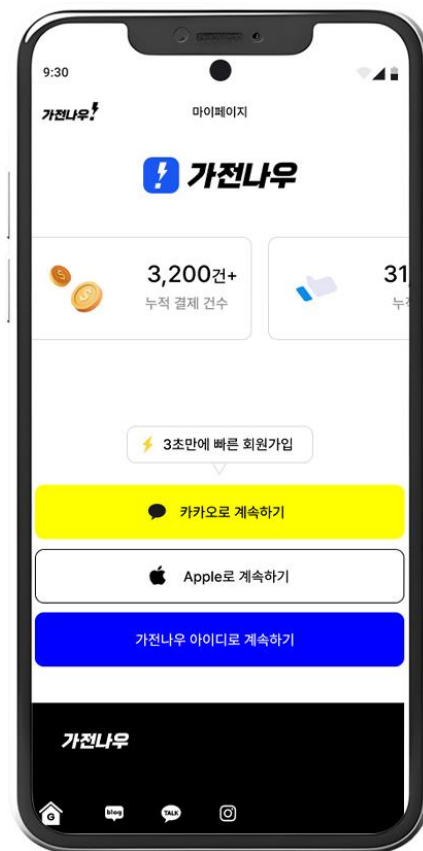 9:30
가전나우!
마이페이지
가전나우
3,200건+
누적 결제 건수
31,
누적
3초만에 빠른 회원가입
카카오로 계속하기
Apple로 계속하기
가전나우 아이디로 계속하기
가전나우
G
blog
TALK